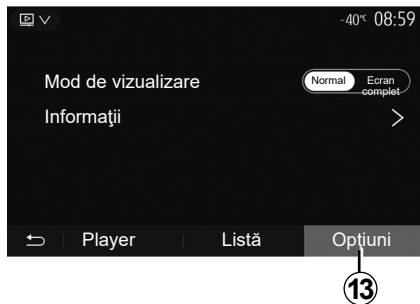 -40°C 08:59
Mod de vizualizare
Normal Ecran complet
Informaţii
Player Listă Opţiuni
13